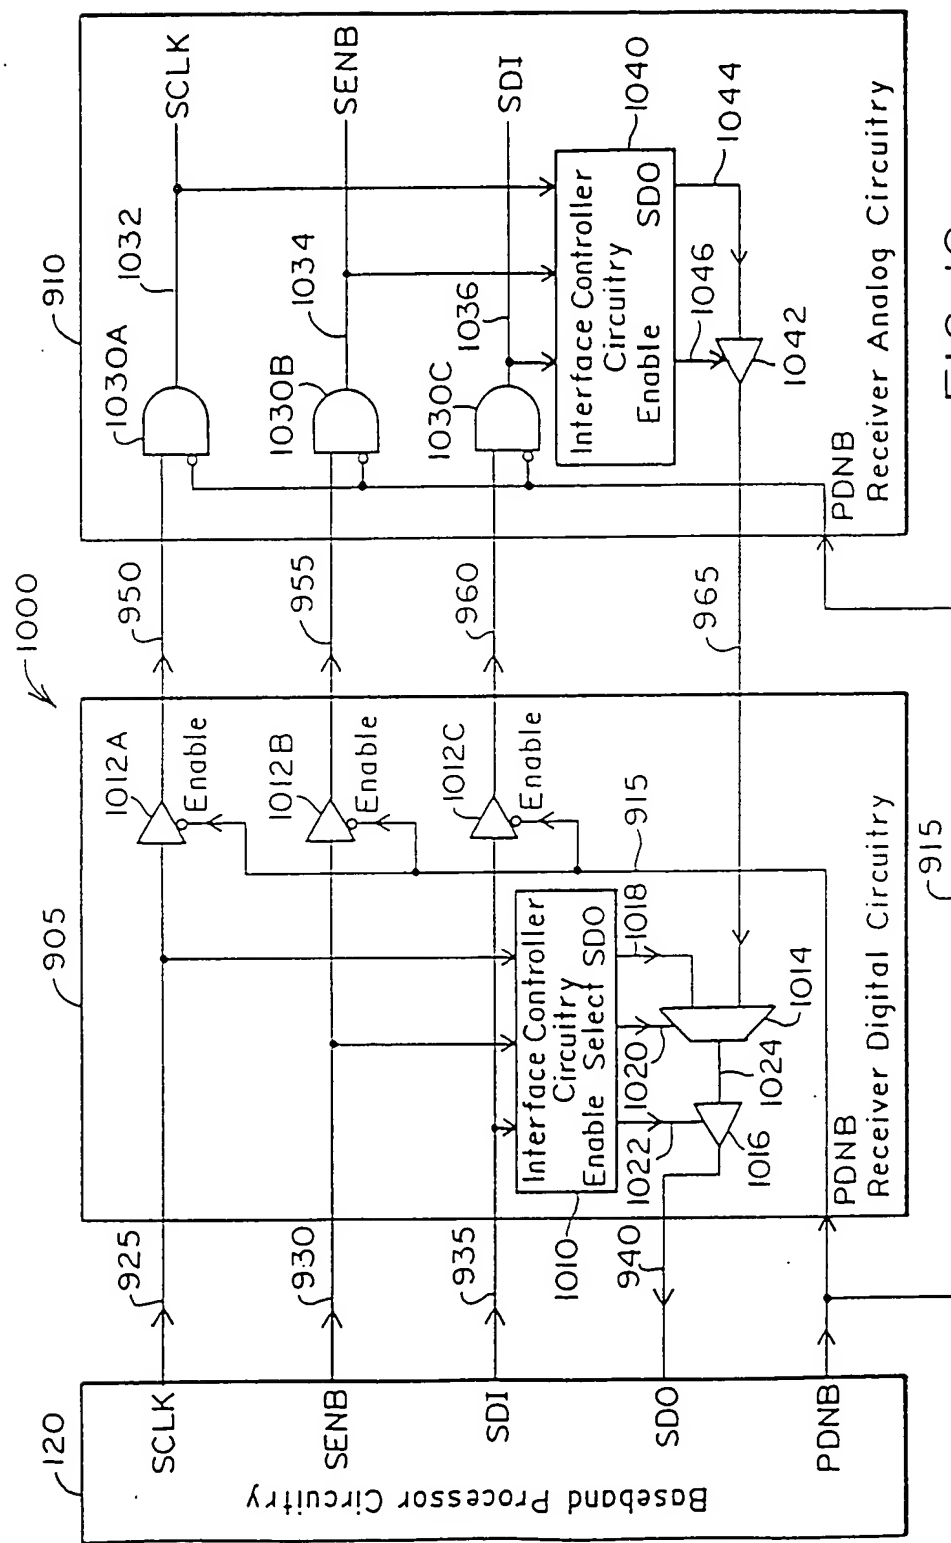 1000
120
905
910
SCLK
925
1012A
Enable
950
1030A
1032
SCLK
SENB
930
1012B
Enable
955
1030B
1034
SENB
SDI
935
1012C
Enable
960
1030C
1036
SDI
Baseband Processor Circuitry
1010
Interface Controller
Circuitry
Enable Select SDO
915
1018
1022
1020
1024
1014
1016
SDO
940
965
Interface Controller
Circuitry
Enable SDO
1040
1046
1044
1042
PDNB
PDNB
Receiver Digital Circuitry
PDNB
Receiver Analog Circuitry
915